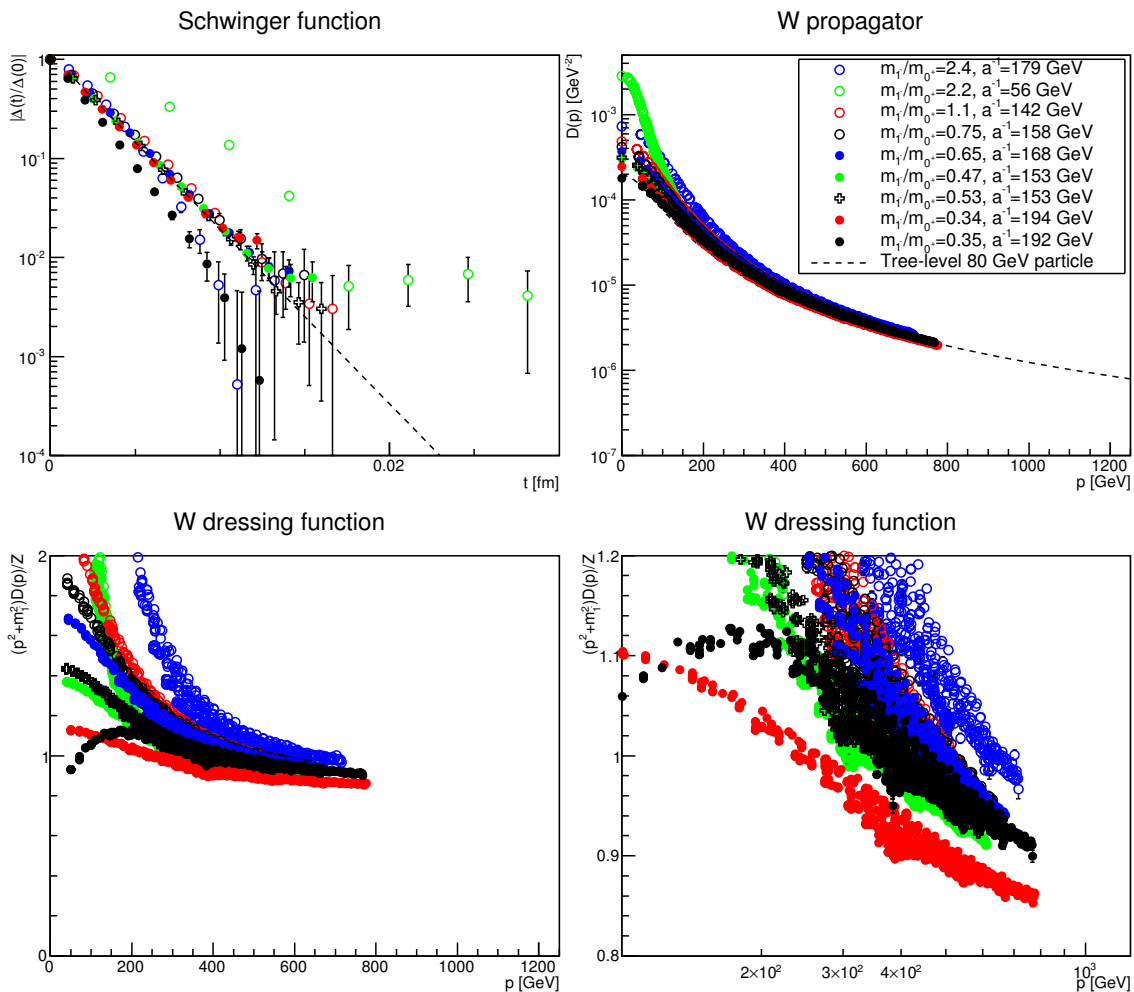 Schwinger function
|Δ(t)/Δ(0)|
1
10⁻¹
10⁻²
10⁻³
10⁻⁴
0
0.02
t [fm]
W propagator
D(p) [GeV⁻²]
10⁻³
10⁻⁴
10⁻⁵
10⁻⁶
10⁻⁷
m₁⁻/m₀⁺=2.4, a⁻¹=179 GeV
m₁⁻/m₀⁺=2.2, a⁻¹=56 GeV
m₁⁻/m₀⁺=1.1, a⁻¹=142 GeV
m₁⁻/m₀⁺=0.75, a⁻¹=158 GeV
m₁⁻/m₀⁺=0.65, a⁻¹=168 GeV
m₁⁻/m₀⁺=0.47, a⁻¹=153 GeV
m₁⁻/m₀⁺=0.53, a⁻¹=153 GeV
m₁⁻/m₀⁺=0.34, a⁻¹=194 GeV
m₁⁻/m₀⁺=0.35, a⁻¹=192 GeV
Tree-level 80 GeV particle
0 200 400 600 800 1000 1200
p [GeV]
W dressing function
(p²+m²)D(p)/Z
2
1
0
0 200 400 600 800 1000 1200
p [GeV]
W dressing function
(p²+m²)D(p)/Z
1.2
1.1
1
0.9
0.8
2×10² 3×10² 4×10² 10³
p [GeV]